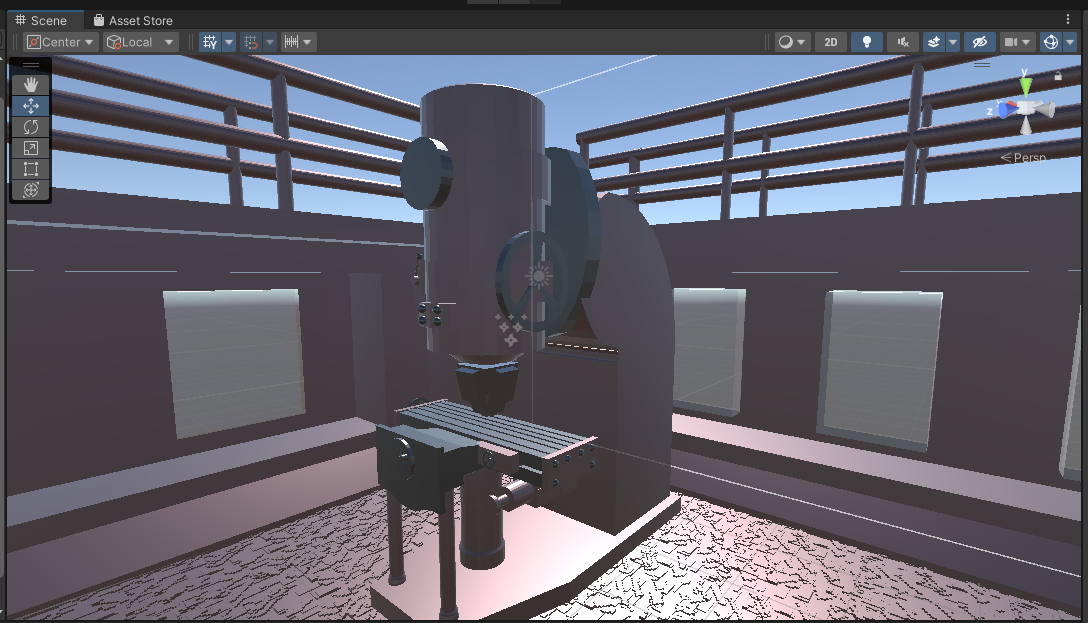 Scene
Asset Store
Center
Local
2D
y
z
Persp